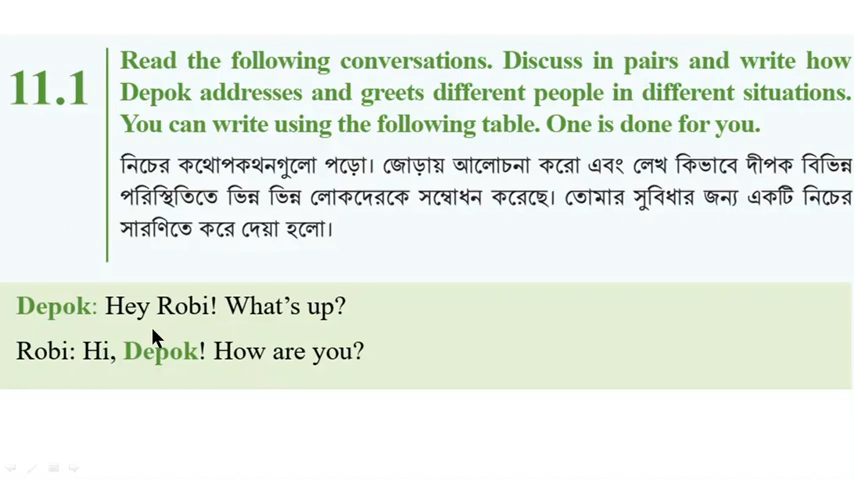 11.1
Read the following conversations. Discuss in pairs and write how
Depok addresses and greets different people in different situations.
You can write using the following table. One is done for you.
নিচের কথোপকথনগুলো পড়ো। জোড়ায় আলোচনা করো এবং লেখ কিভাবে দীপক বিভিন্ন
পরিস্থিতিতে ভিন্ন ভিন্ন লোকদেরকে সম্বোধন করেছে। তোমার সুবিধার জন্য একটি নিচের
সারণিতে করে দেয়া হলো।
Depok: Hey Robi! What's up?
Robi: Hi, Depok! How are you?